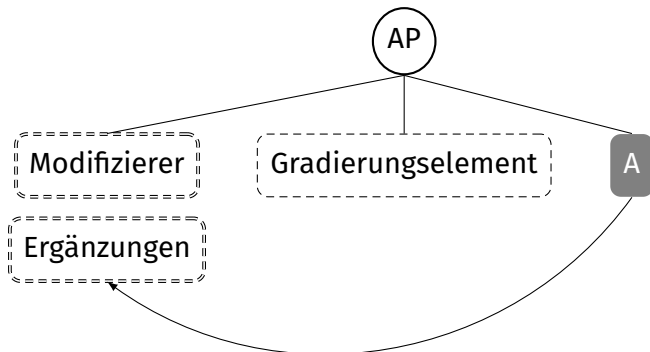 AP
Modifizierer
Gradierungselement
A
Ergänzungen